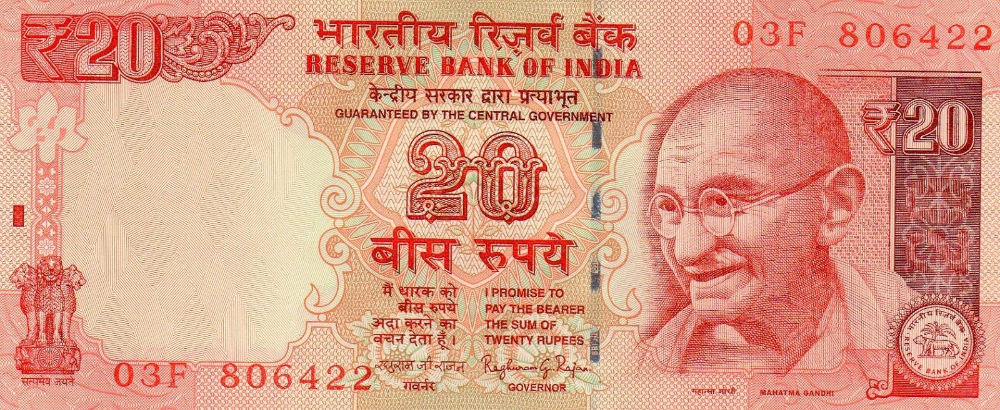 ₹20
भारतीय रिज़र्व बैंक
RESERVE BANK OF INDIA
केन्द्रीय सरकार द्वारा प्रत्याभूत
GUARANTEED BY THE CENTRAL GOVERNMENT
03F 806422
₹20
20
बीस रुपये
मैं धारक को
बीस रुपये
अदा करने का
वचन देता हूँ।
I PROMISE TO
PAY THE BEARER
THE SUM OF
TWENTY RUPEES
रघुराम जी राजन
गवर्नर
Raghuram G. Rajan
GOVERNOR
सत्यमेव जयते
03F 806422
महात्मा गांधी
MAHATMA GANDHI
भारतीय रिज़र्व बैंक
RESERVE BANK OF INDIA